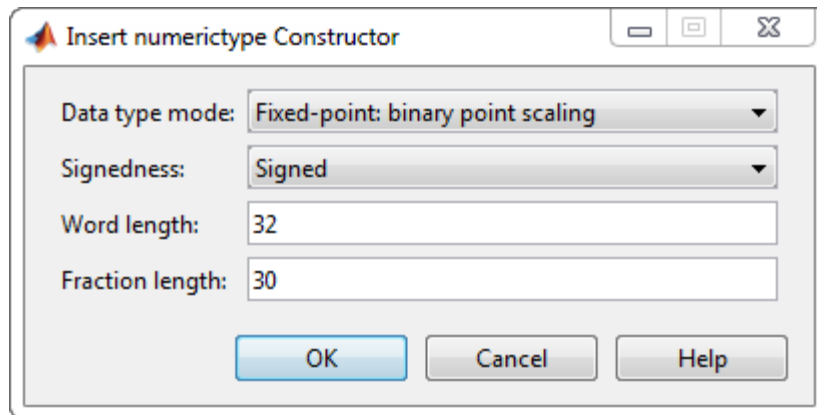 Insert numerictype Constructor
Data type mode: Fixed-point: binary point scaling
Signedness: Signed
Word length: 32
Fraction length: 30
OK Cancel Help